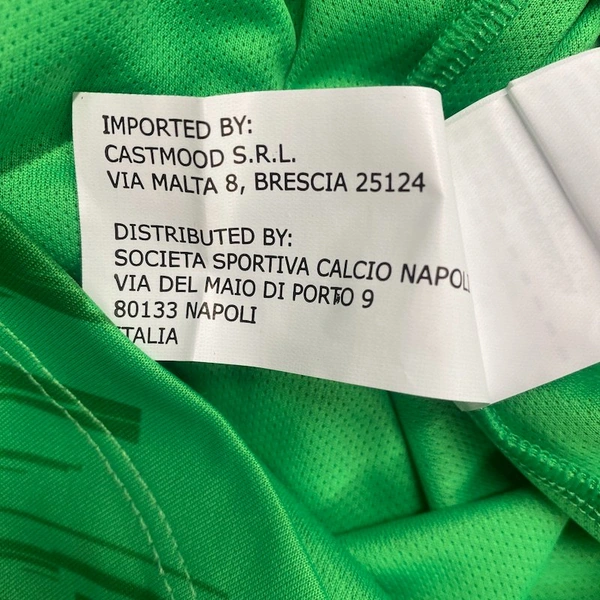 IMPORTED BY:
CASTMOOD S.R.L.
VIA MALTA 8, BRESCIA 25124
DISTRIBUTED BY:
SOCIETA SPORTIVA CALCIO NAPOLI
VIA DEL MAIO DI PORTO 9
80133 NAPOLI
ITALIA